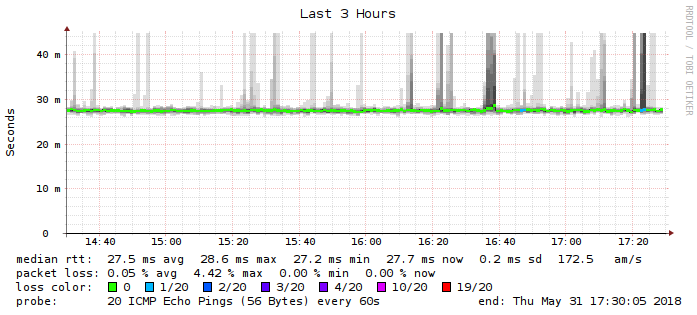 Last 3 Hours
RRDTOOL / TOBI OETIKER
Seconds
40 m
30 m
20 m
10 m
0
14:40 15:00 15:20 15:40 16:00 16:20 16:40 17:00 17:20
median rtt: 27.5 ms avg 28.6 ms max 27.2 ms min 27.7 ms now 0.2 ms sd 172.5 am/s
packet loss: 0.05 % avg 4.42 % max 0.00 % min 0.00 % now
loss color: 0 1/20 2/20 3/20 4/20 10/20 19/20
probe: 20 ICMP Echo Pings (56 Bytes) every 60s end: Thu May 31 17:30:05 2018